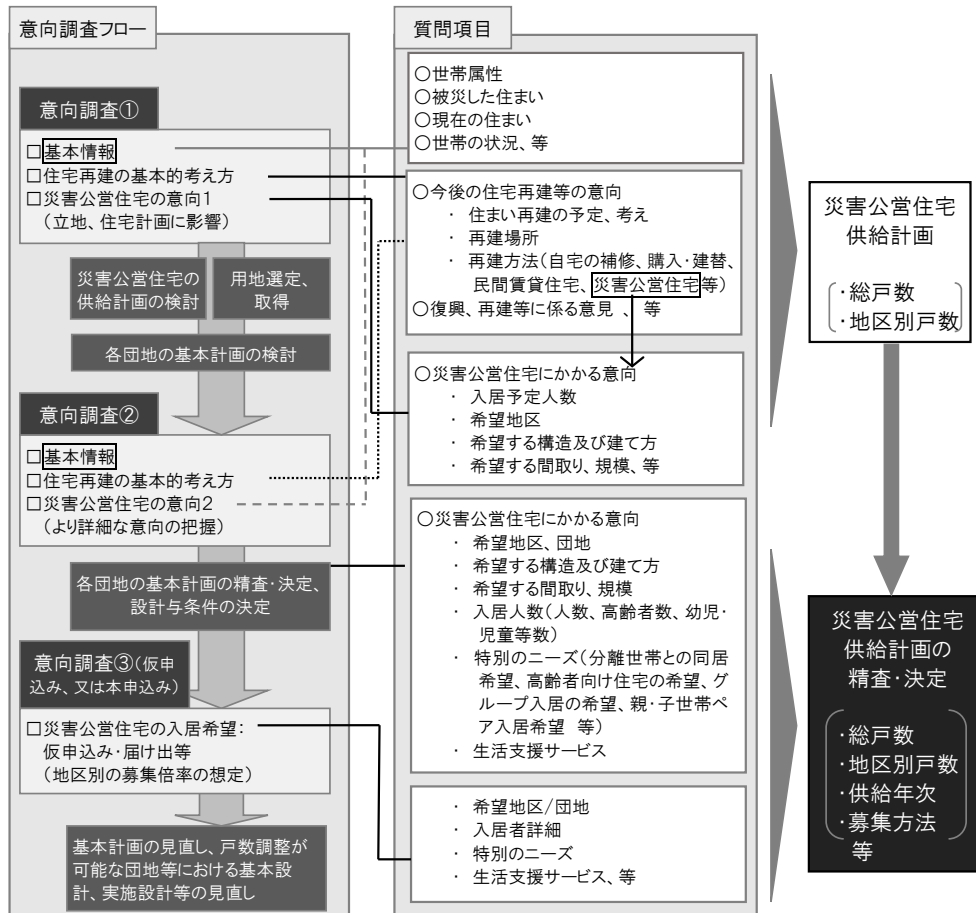 意向調査フロー
意向調査①
□基本情報
□住宅再建の基本的考え方
□災害公営住宅の意向1
(立地、住宅計画に影響)
災害公営住宅の
供給計画の検討
用地選定、
取得
各団地の基本計画の検討
意向調査②
□基本情報
□住宅再建の基本的考え方
□災害公営住宅の意向2
(より詳細な意向の把握)
各団地の基本計画の精査・決定、
設計与条件の決定
意向調査③(仮申
込み、又は本申込み)
□災害公営住宅の入居希望:
仮申込み・届け出等
(地区別の募集倍率の想定)
基本計画の見直し、戸数調整が
可能な団地等における基本設
計、実施設計等の見直し
質問項目
○世帯属性
○被災した住まい
○現在の住まい
○世帯の状況、等
○今後の住宅再建等の意向
・ 住まい再建の予定、考え
・ 再建場所
・ 再建方法(自宅の補修、購入・建替、
民間賃貸住宅、災害公営住宅等)
○復興、再建等に係る意見 、等
○災害公営住宅にかかる意向
・ 入居予定人数
・ 希望地区
・ 希望する構造及び建て方
・ 希望する間取り、規模、等
○災害公営住宅にかかる意向
・ 希望地区、団地
・ 希望する構造及び建て方
・ 希望する間取り、規模
・ 入居人数(人数、高齢者数、幼児・
児童等数)
・ 特別のニーズ(分離世帯との同居
希望、高齢者向け住宅の希望、グ
ループ入居の希望、親・子世帯ペ
ア入居希望 等)
・ 生活支援サービス
・ 希望地区/団地
・ 入居者詳細
・ 特別のニーズ
・ 生活支援サービス、等
災害公営住宅
供給計画
・総戸数
・地区別戸数
災害公営住宅
供給計画の
精査・決定
・総戸数
・地区別戸数
・供給年次
・募集方法
等